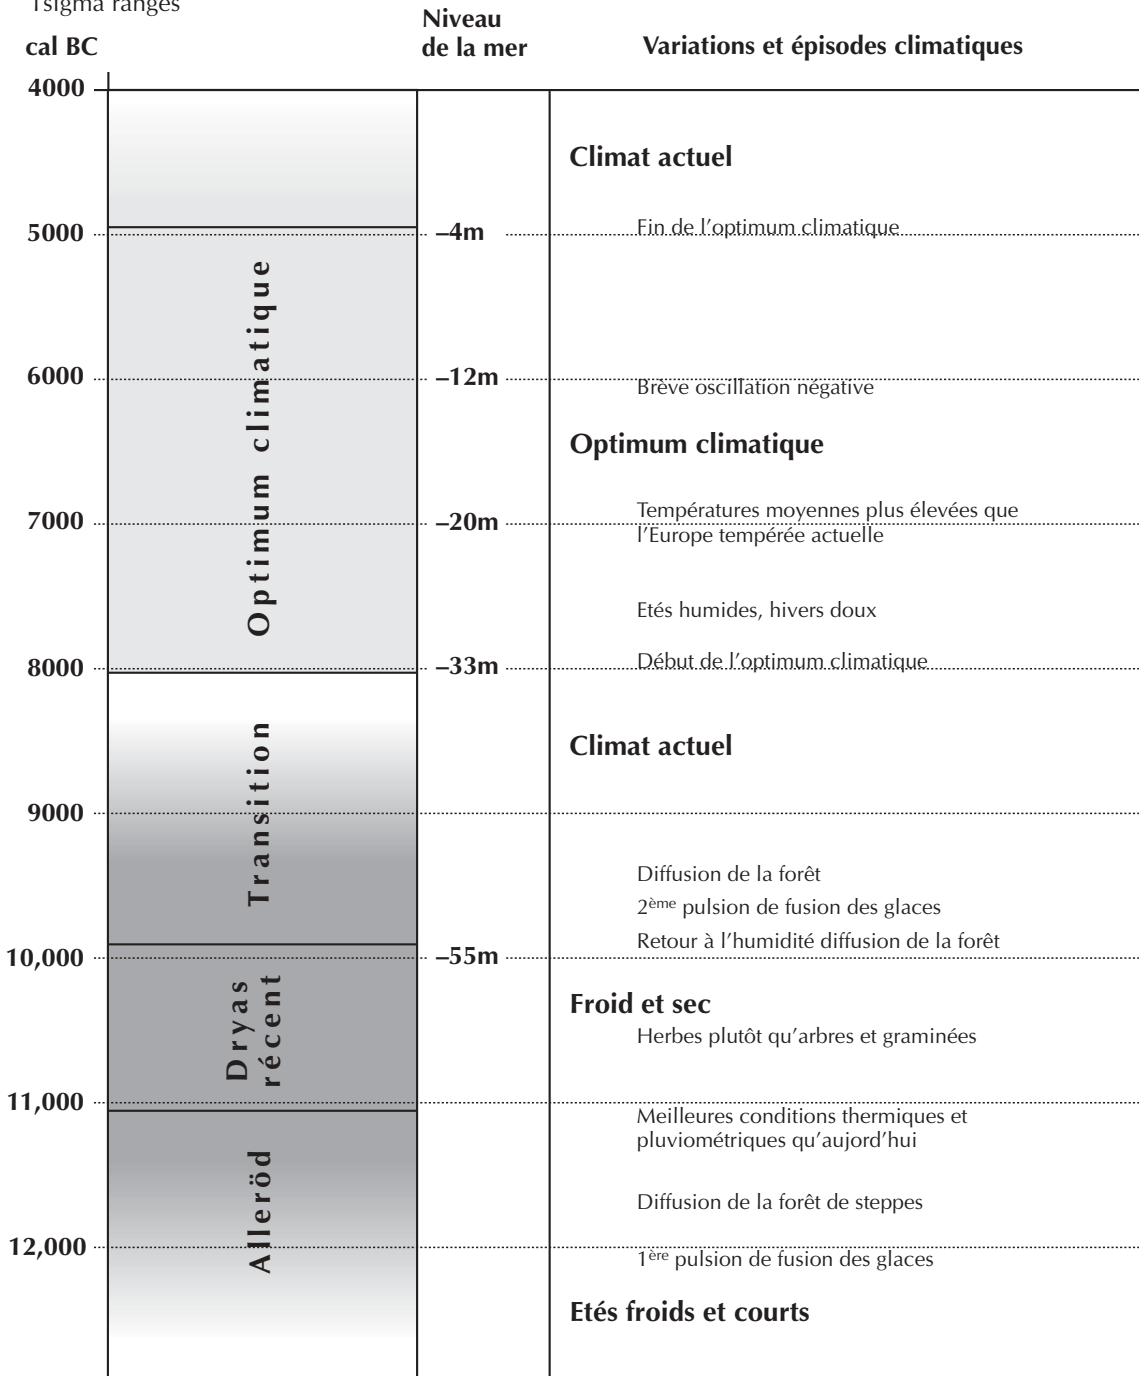 1sigma ranges
cal BC
Niveau
de la mer
Variations et épisodes climatiques
4000
Climat actuel
5000
–4m
Fin de l'optimum climatique
Optimum climatique
6000
–12m
Brève oscillation négative
Optimum climatique
7000
–20m
Températures moyennes plus élevées que
l'Europe tempérée actuelle
Etés humides, hivers doux
8000
–33m
Début de l'optimum climatique
Transition
Climat actuel
9000
Diffusion de la forêt
2ème pulsion de fusion des glaces
Retour à l'humidité diffusion de la forêt
10,000
–55m
Dryas
récent
Froid et sec
Herbes plutôt qu'arbres et graminées
11,000
Meilleures conditions thermiques et
pluviométriques qu'aujord'hui
Alleröd
Diffusion de la forêt de steppes
12,000
1ère pulsion de fusion des glaces
Etés froids et courts